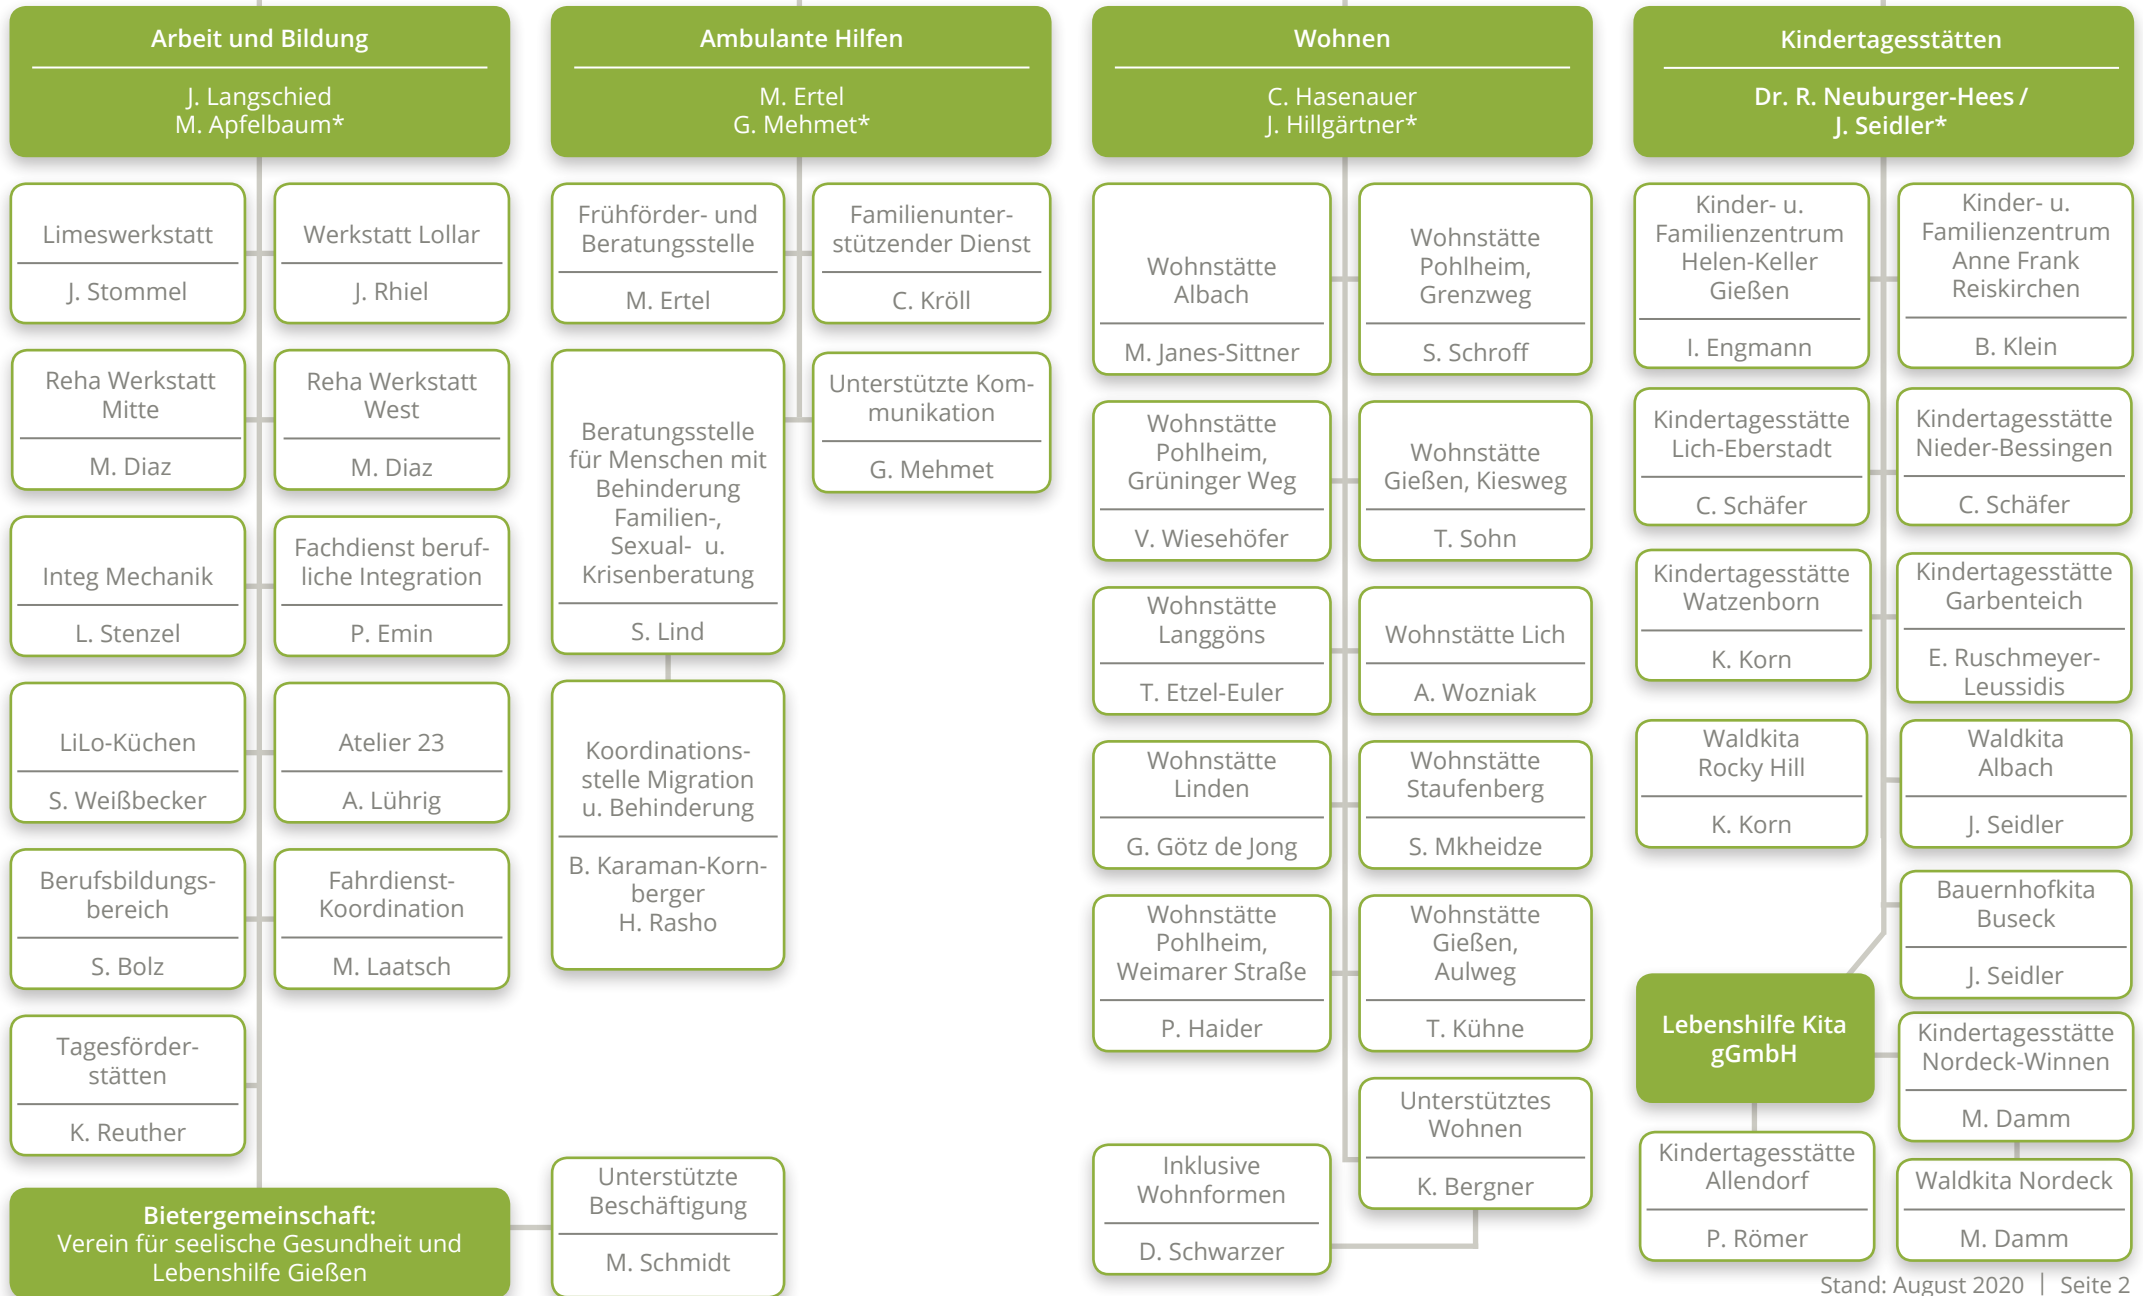 Arbeit und Bildung
J. Langschied
M. Apfelbaum*
Limeswerkstatt
J. Stommel
Werkstatt Lollar
J. Rhiel
Reha Werkstatt
Mitte
M. Diaz
Reha Werkstatt
West
M. Diaz
Integ Mechanik
L. Stenzel
Fachdienst beruf-
liche Integration
P. Emin
LiLo-Küchen
S. Weißbecker
Atelier 23
A. Lührig
Berufsbildungs-
bereich
S. Bolz
Fahrdienst-
Koordination
M. Laatsch
Tagesförder-
stätten
K. Reuther
Bietergemeinschaft:
Verein für seelische Gesundheit und
Lebenshilfe Gießen
Unterstützte
Beschäftigung
M. Schmidt
Ambulante Hilfen
M. Ertel
G. Mehmet*
Frühförder- und
Beratungsstelle
M. Ertel
Familienunter-
stützender Dienst
C. Kröll
Beratungsstelle
für Menschen mit
Behinderung
Familien-,
Sexual- u.
Krisenberatung
S. Lind
Unterstützte Kom-
munikation
G. Mehmet
Koordinations-
stelle Migration
u. Behinderung
B. Karaman-Korn-
berger
H. Rasho
Wohnen
C. Hasenauer
J. Hillgärtner*
Wohnstätte
Albach
M. Janes-Sittner
Wohnstätte
Pohlheim,
Grenzweg
S. Schroff
Wohnstätte
Pohlheim,
Grüninger Weg
V. Wiesehöfer
Wohnstätte
Gießen, Kiesweg
T. Sohn
Wohnstätte
Langgöns
T. Etzel-Euler
Wohnstätte Lich
A. Wozniak
Wohnstätte
Linden
G. Götz de Jong
Wohnstätte
Staufenberg
S. Mkheidze
Wohnstätte
Pohlheim,
Weimarer Straße
P. Haider
Wohnstätte
Gießen,
Aulweg
T. Kühne
Unterstütztes
Wohnen
K. Bergner
Inklusive
Wohnformen
D. Schwarzer
Kindertagesstätten
Dr. R. Neuburger-Hees /
J. Seidler*
Kinder- u.
Familienzentrum
Helen-Keller
Gießen
I. Engmann
Kinder- u.
Familienzentrum
Anne Frank
Reiskirchen
B. Klein
Kindertagesstätte
Lich-Eberstadt
C. Schäfer
Kindertagesstätte
Nieder-Bessingen
C. Schäfer
Kindertagesstätte
Watzenborn
K. Korn
Kindertagesstätte
Garbenteich
E. Ruschmeyer-
Leussidis
Waldkita
Rocky Hill
K. Korn
Waldkita
Albach
J. Seidler
Bauernhofkita
Buseck
J. Seidler
Lebenshilfe Kita
gGmbH
Kindertagesstätte
Nordeck-Winnen
M. Damm
Kindertagesstätte
Allendorf
P. Römer
Waldkita Nordeck
M. Damm
Stand: August 2020 | Seite 2